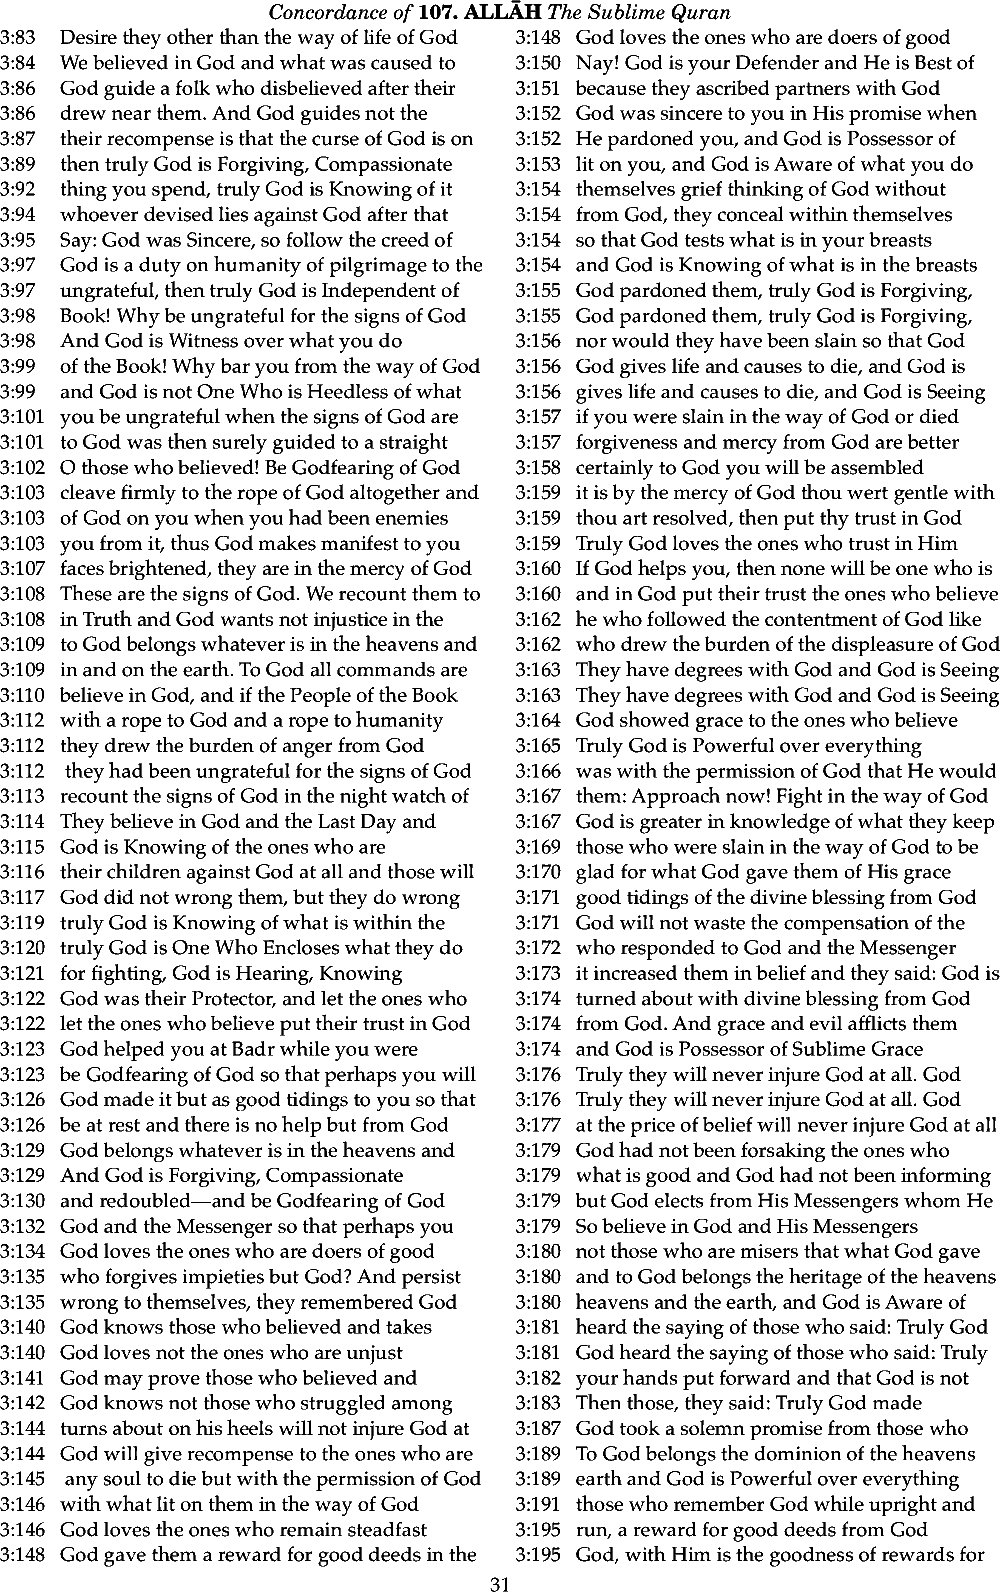 Concordance of 107. ALLĀH The Sublime Quran
3:83 Desire they other than the way of life of God
3:84 We believed in God and what was caused to
3:86 God guide a folk who disbelieved after their
3:86 drew near them. And God guides not the
3:87 their recompense is that the curse of God is on
3:89 then truly God is Forgiving, Compassionate
3:92 thing you spend, truly God is Knowing of it
3:94 whoever devised lies against God after that
3:95 Say: God was Sincere, so follow the creed of
3:97 God is a duty on humanity of pilgrimage to the
3:97 ungrateful, then truly God is Independent of
3:98 Book! Why be ungrateful for the signs of God
3:98 And God is Witness over what you do
3:99 of the Book! Why bar you from the way of God
3:99 and God is not One Who is Heedless of what
3:101 you be ungrateful when the signs of God are
3:101 to God was then surely guided to a straight
3:102 O those who believed! Be Godfearing of God
3:103 cleave firmly to the rope of God altogether and
3:103 of God on you when you had been enemies
3:103 you from it, thus God makes manifest to you
3:107 faces brightened, they are in the mercy of God
3:108 These are the signs of God. We recount them to
3:108 in Truth and God wants not injustice in the
3:109 to God belongs whatever is in the heavens and
3:109 in and on the earth. To God all commands are
3:110 believe in God, and if the People of the Book
3:112 with a rope to God and a rope to humanity
3:112 they drew the burden of anger from God
3:112 they had been ungrateful for the signs of God
3:113 recount the signs of God in the night watch of
3:114 They believe in God and the Last Day and
3:115 God is Knowing of the ones who are
3:116 their children against God at all and those will
3:117 God did not wrong them, but they do wrong
3:119 truly God is Knowing of what is within the
3:120 truly God is One Who Encloses what they do
3:121 for fighting, God is Hearing, Knowing
3:122 God was their Protector, and let the ones who
3:122 let the ones who believe put their trust in God
3:123 God helped you at Badr while you were
3:123 be Godfearing of God so that perhaps you will
3:126 God made it but as good tidings to you so that
3:126 be at rest and there is no help but from God
3:129 God belongs whatever is in the heavens and
3:129 And God is Forgiving, Compassionate
3:130 and redoubled—and be Godfearing of God
3:132 God and the Messenger so that perhaps you
3:134 God loves the ones who are doers of good
3:135 who forgives impieties but God? And persist
3:135 wrong to themselves, they remembered God
3:140 God knows those who believed and takes
3:140 God loves not the ones who are unjust
3:141 God may prove those who believed and
3:142 God knows not those who struggled among
3:144 turns about on his heels will not injure God at
3:144 God will give recompense to the ones who are
3:145 any soul to die but with the permission of God
3:146 with what lit on them in the way of God
3:146 God loves the ones who remain steadfast
3:148 God gave them a reward for good deeds in the
3:148 God loves the ones who are doers of good
3:150 Nay! God is your Defender and He is Best of
3:151 because they ascribed partners with God
3:152 God was sincere to you in His promise when
3:152 He pardoned you, and God is Possessor of
3:153 lit on you, and God is Aware of what you do
3:154 themselves grief thinking of God without
3:154 from God, they conceal within themselves
3:154 so that God tests what is in your breasts
3:154 and God is Knowing of what is in the breasts
3:155 God pardoned them, truly God is Forgiving,
3:155 God pardoned them, truly God is Forgiving,
3:156 nor would they have been slain so that God
3:156 God gives life and causes to die, and God is
3:156 gives life and causes to die, and God is Seeing
3:157 if you were slain in the way of God or died
3:157 forgiveness and mercy from God are better
3:158 certainly to God you will be assembled
3:159 it is by the mercy of God thou wert gentle with
3:159 thou art resolved, then put thy trust in God
3:159 Truly God loves the ones who trust in Him
3:160 If God helps you, then none will be one who is
3:160 and in God put their trust the ones who believe
3:162 he who followed the contentment of God like
3:162 who drew the burden of the displeasure of God
3:163 They have degrees with God and God is Seeing
3:163 They have degrees with God and God is Seeing
3:164 God showed grace to the ones who believe
3:165 Truly God is Powerful over everything
3:166 was with the permission of God that He would
3:167 them: Approach now! Fight in the way of God
3:167 God is greater in knowledge of what they keep
3:169 those who were slain in the way of God to be
3:170 glad for what God gave them of His grace
3:171 good tidings of the divine blessing from God
3:171 God will not waste the compensation of the
3:172 who responded to God and the Messenger
3:173 it increased them in belief and they said: God is
3:174 turned about with divine blessing from God
3:174 from God. And grace and evil afflicts them
3:174 and God is Possessor of Sublime Grace
3:176 Truly they will never injure God at all. God
3:176 Truly they will never injure God at all. God
3:177 at the price of belief will never injure God at all
3:179 God had not been forsaking the ones who
3:179 what is good and God had not been informing
3:179 but God elects from His Messengers whom He
3:179 So believe in God and His Messengers
3:180 not those who are misers that what God gave
3:180 and to God belongs the heritage of the heavens
3:180 heavens and the earth, and God is Aware of
3:181 heard the saying of those who said: Truly God
3:181 God heard the saying of those who said: Truly
3:182 your hands put forward and that God is not
3:183 Then those, they said: Truly God made
3:187 God took a solemn promise from those who
3:189 To God belongs the dominion of the heavens
3:189 earth and God is Powerful over everything
3:191 those who remember God while upright and
3:195 run, a reward for good deeds from God
3:195 God, with Him is the goodness of rewards for
31